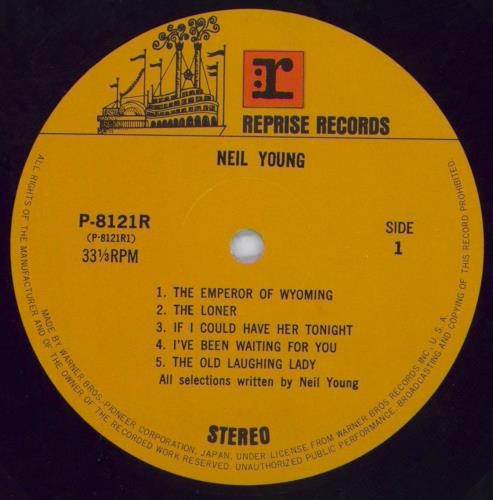 r
REPRISE RECORDS
NEIL YOUNG
P-8121R
(P-8121R1)
33⅓RPM
SIDE
1
1. THE EMPEROR OF WYOMING
2. THE LONER
3. IF I COULD HAVE HER TONIGHT
4. I'VE BEEN WAITING FOR YOU
5. THE OLD LAUGHING LADY
All selections written by Neil Young
STEREO
MADE BY WARNER BROS.-PIONEER CORPORATION, JAPAN, UNDER LICENSE FROM WARNER BROS RECORDS INC., U. S. A.
ALL RIGHTS OF THE MANUFACTURER AND OF THE OWNER OF THE RECORDED WORK RESERVED. UNAUTHORIZED PUBLIC PERFORMANCE·BROADCASTING AND COPYING OF THIS RECORD PROHIBITED.